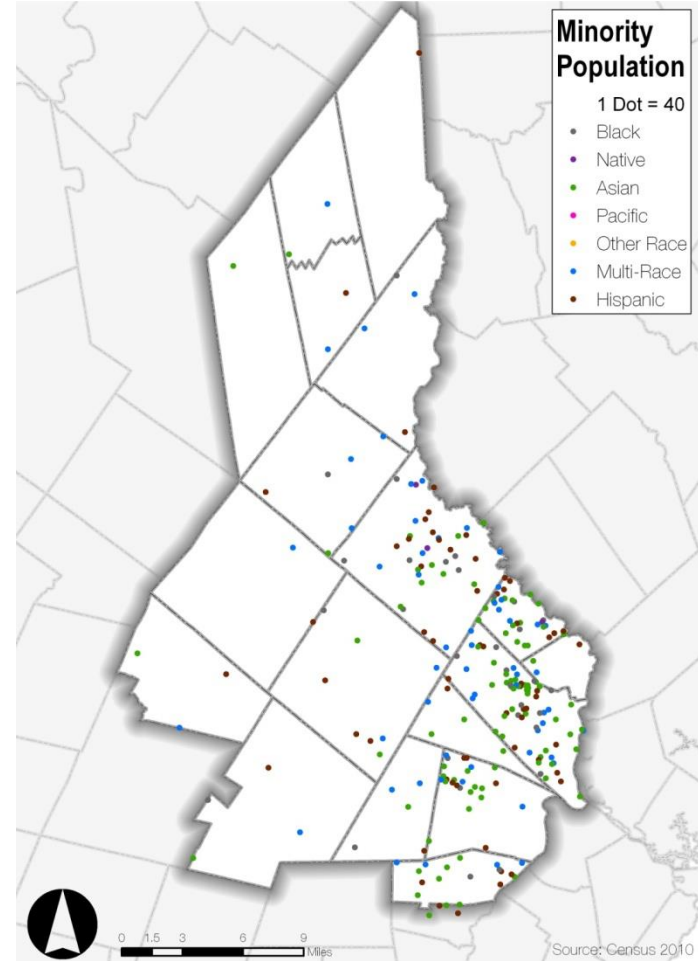 Minority
Population
1 Dot = 40
Black
Native
Asian
Pacific
Other Race
Multi-Race
Hispanic
0 1.5 3 6 9
Miles
Source: Census 2010